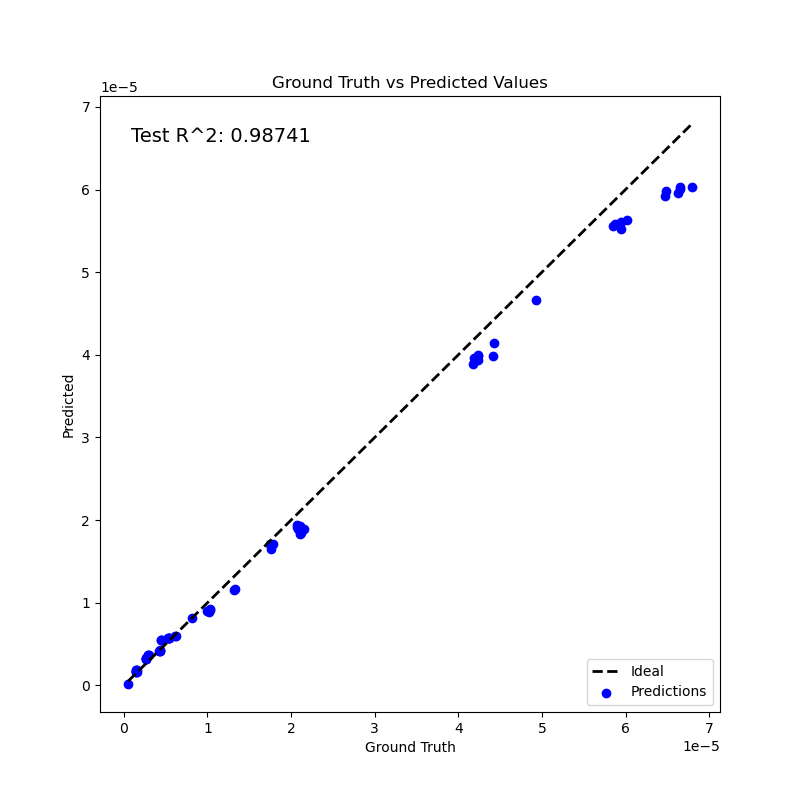 Ground Truth vs Predicted Values
1e−5
Test R^2: 0.98741
7
6
5
4
3
2
1
0
Predicted
Ideal
Predictions
0 1 2 3 4 5 6 7
1e−5
Ground Truth